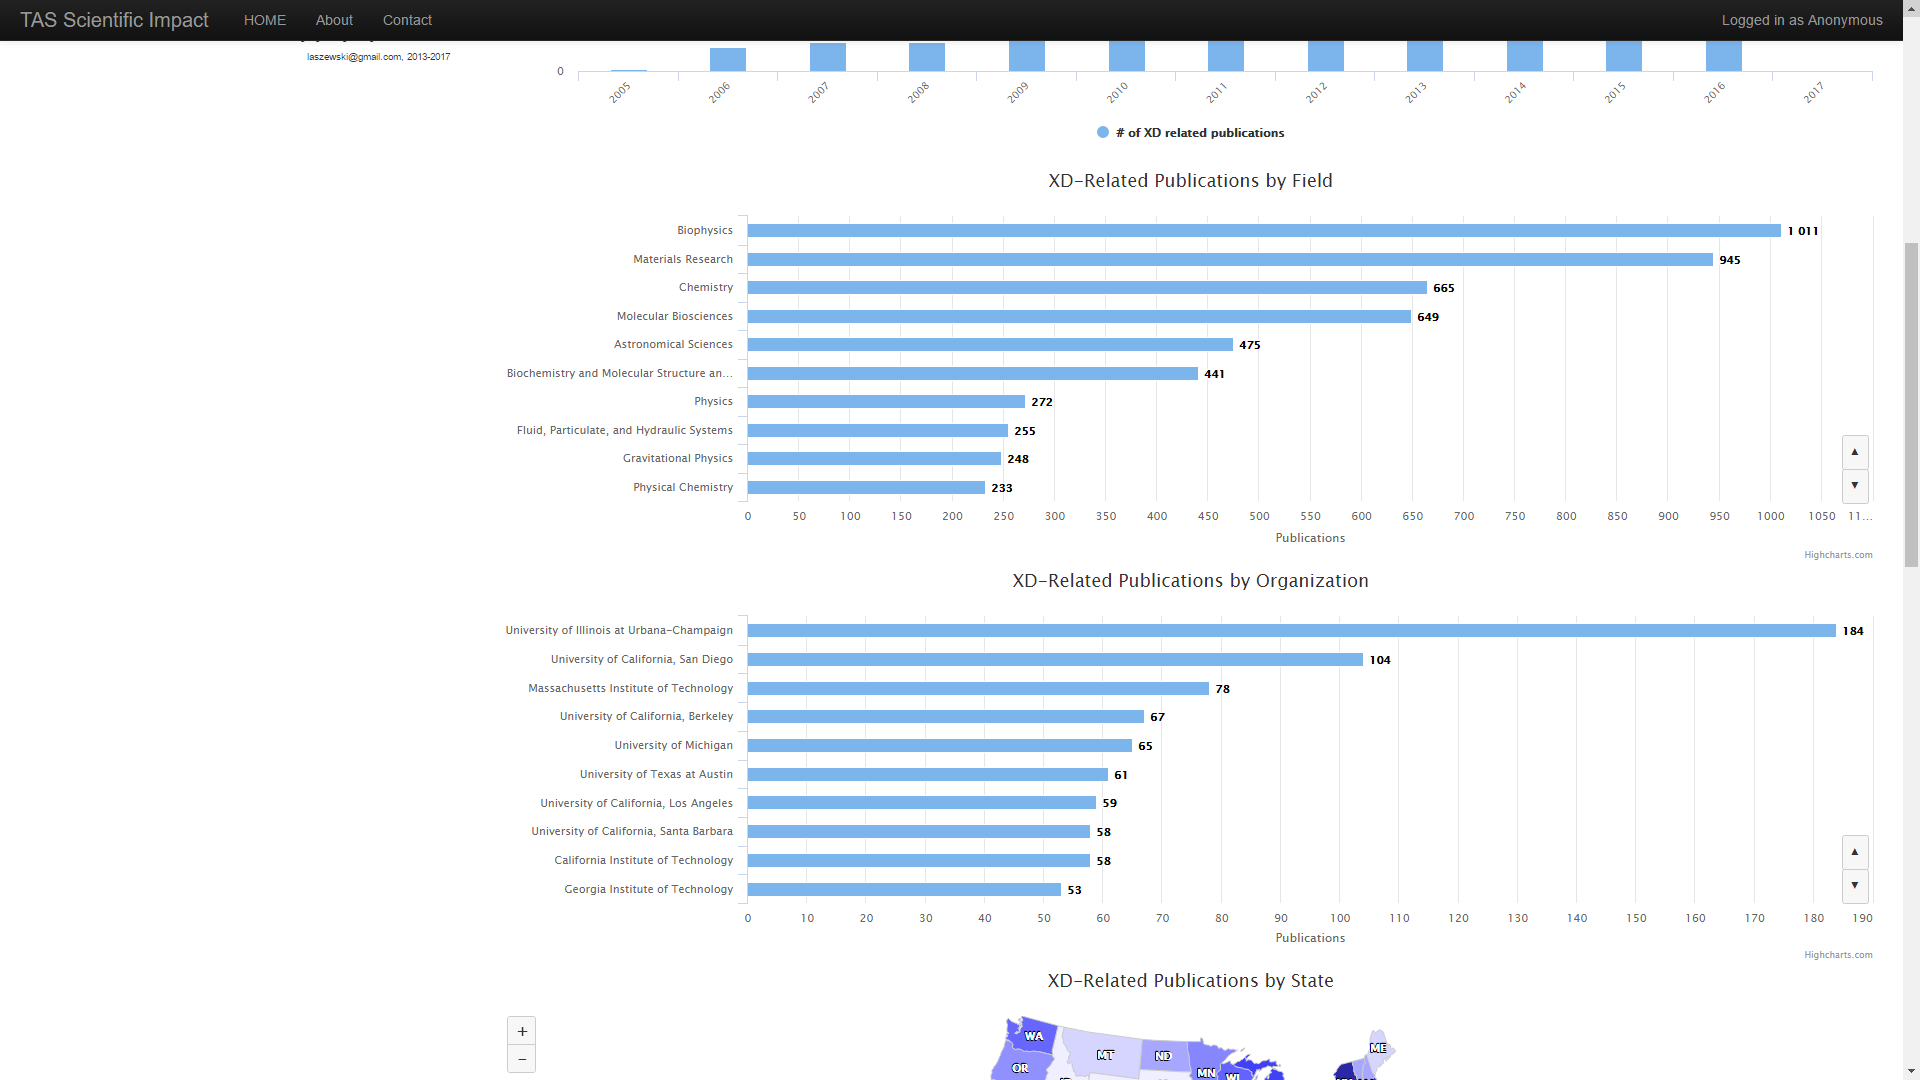 TAS Scientific Impact HOME About Contact Logged in as Anonymous
laszewski@gmail.com, 2013-2017
0
2005 2006 2007 2008 2009 2010 2011 2012 2013 2014 2015 2016 2017
# of XD related publications
XD-Related Publications by Field
Biophysics 1 011
Materials Research 945
Chemistry 665
Molecular Biosciences 649
Astronomical Sciences 475
Biochemistry and Molecular Structure an... 441
Physics 272
Fluid, Particulate, and Hydraulic Systems 255
Gravitational Physics 248
▲
Physical Chemistry 233
▼
0 50 100 150 200 250 300 350 400 450 500 550 600 650 700 750 800 850 900 950 1000 1050 11...
Publications
Highcharts.com
XD-Related Publications by Organization
University of Illinois at Urbana-Champaign 184
University of California, San Diego 104
Massachusetts Institute of Technology 78
University of California, Berkeley 67
University of Michigan 65
University of Texas at Austin 61
University of California, Los Angeles 59
University of California, Santa Barbara 58
▲
California Institute of Technology 58
Georgia Institute of Technology 53
▼
0 10 20 30 40 50 60 70 80 90 100 110 120 130 140 150 160 170 180 190
Publications
Highcharts.com
XD-Related Publications by State
+
−
WA MT ND ME
OR MN WI